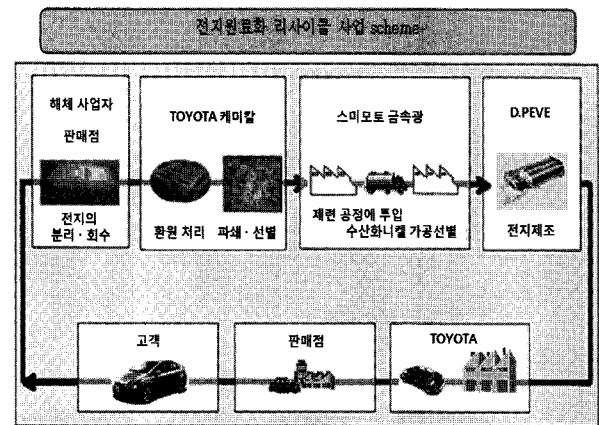 전지원료화 리사이클 사업 scheme
해체 사업자
판매점
전지의
분리·회수
TOYOTA 케미칼
환원 처리 파쇄·선별
스미모토 금속광
제련 공정에 투입
수산화니켈 가공선별
D.PEVE
전지제조
고객
판매점
TOYOTA